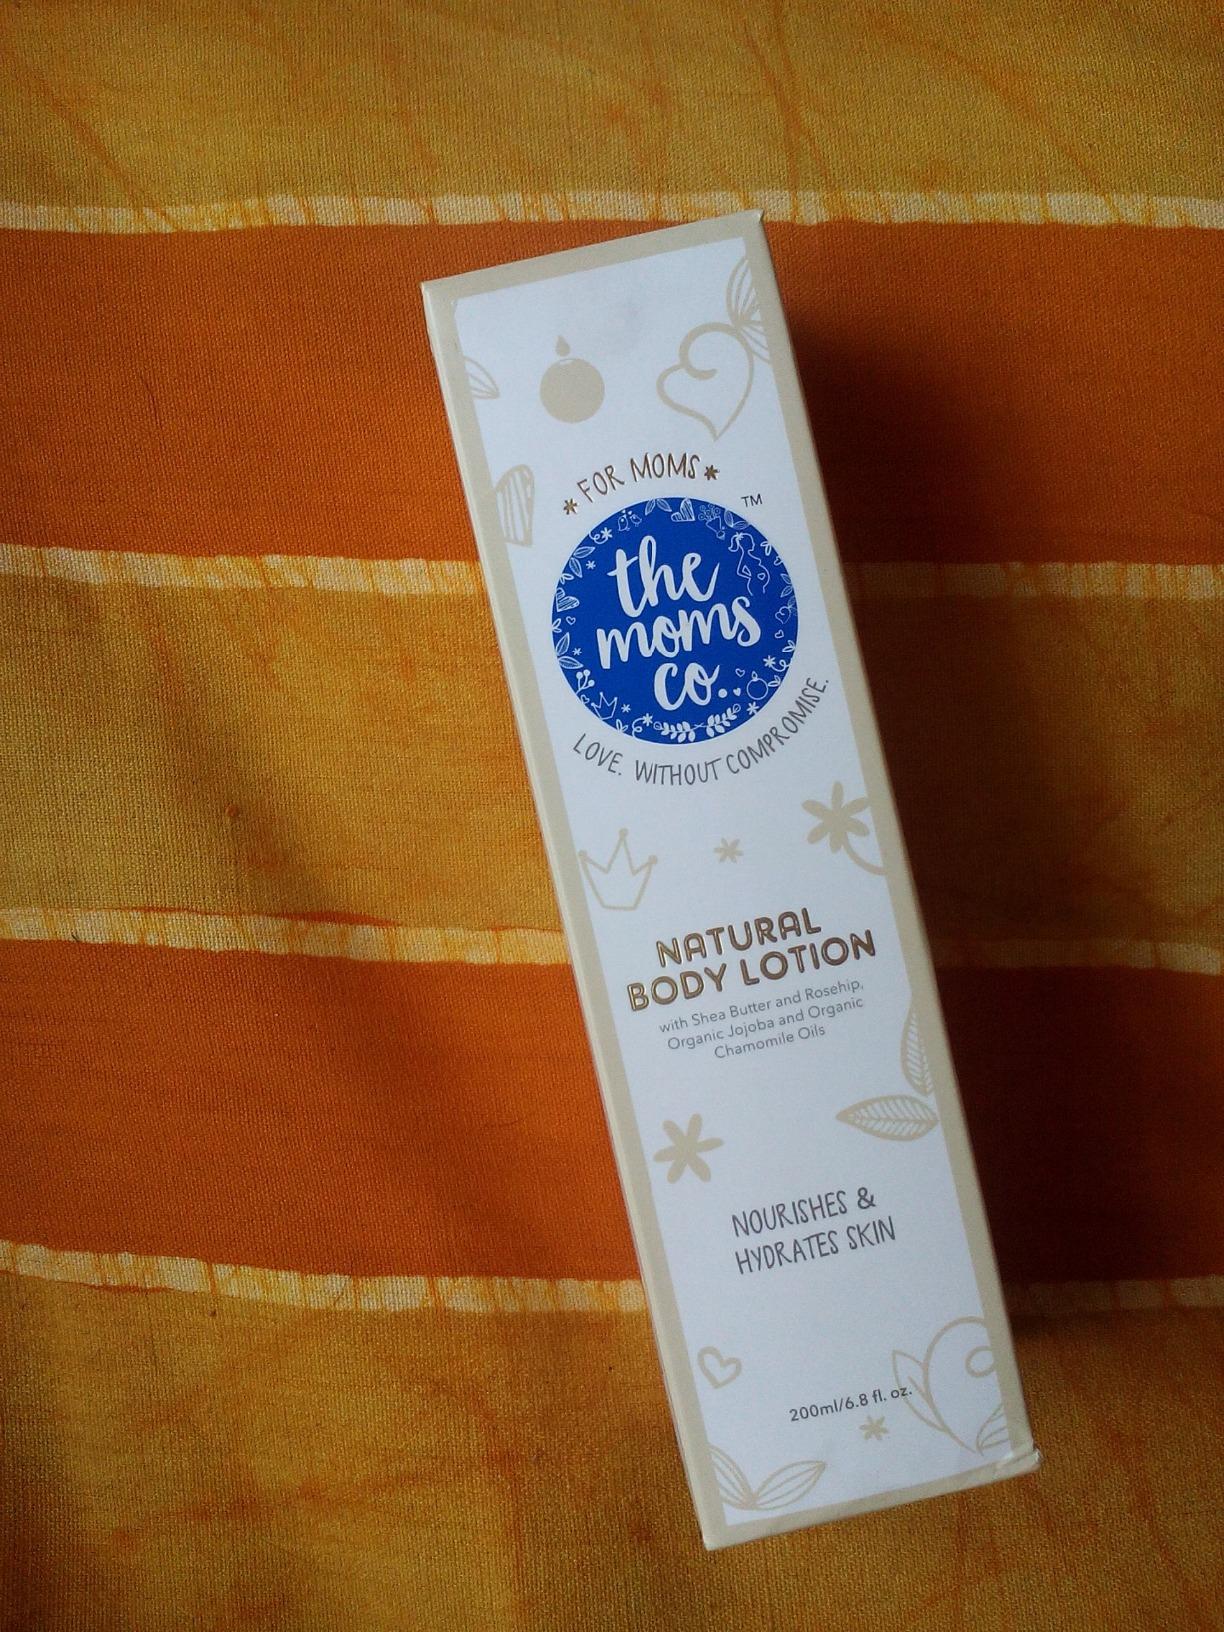 * FOR MOMS *
TM
the
moms
co.
LOVE. WITHOUT COMPROMISE.
NATURAL
BODY LOTION
with Shea Butter and Rosehip,
Organic Jojoba and Organic
Chamomile Oils
NOURISHES &
HYDRATES SKIN
200ml/6.8 fl. oz.